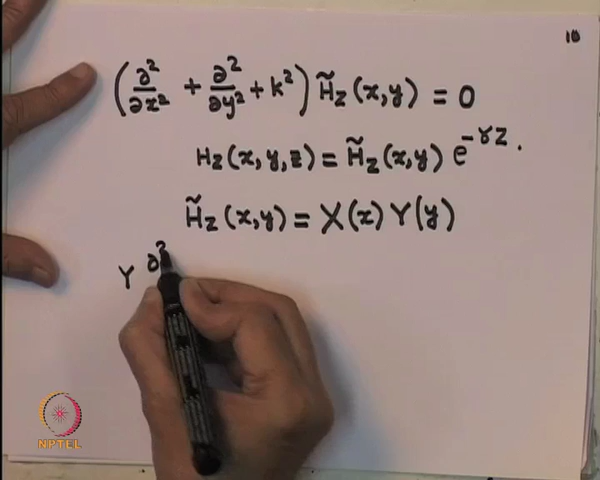 10
(∂²/∂x² + ∂²/∂y² + k²) H̃z(x,y) = 0
Hz(x,y,z) = H̃z(x,y) e^-γz.
H̃z(x,y) = X(x) Y(y)
Y ∂²
NPTEL